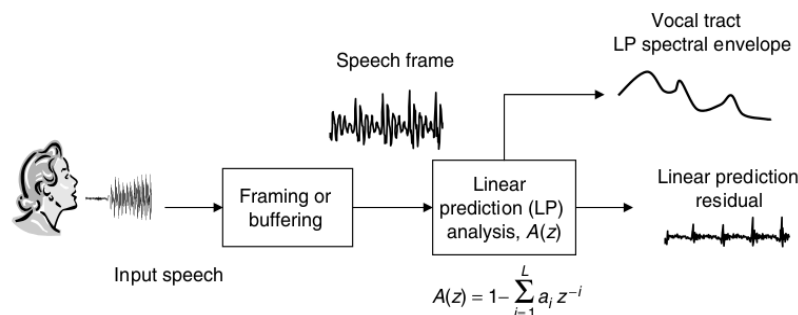 Vocal tract
LP spectral envelope
Speech frame
Framing or
buffering
Linear
prediction (LP)
analysis, A(z)
Linear prediction
residual
Input speech
A(z) = 1– ∑ a_i z^{–i}
L
i=1